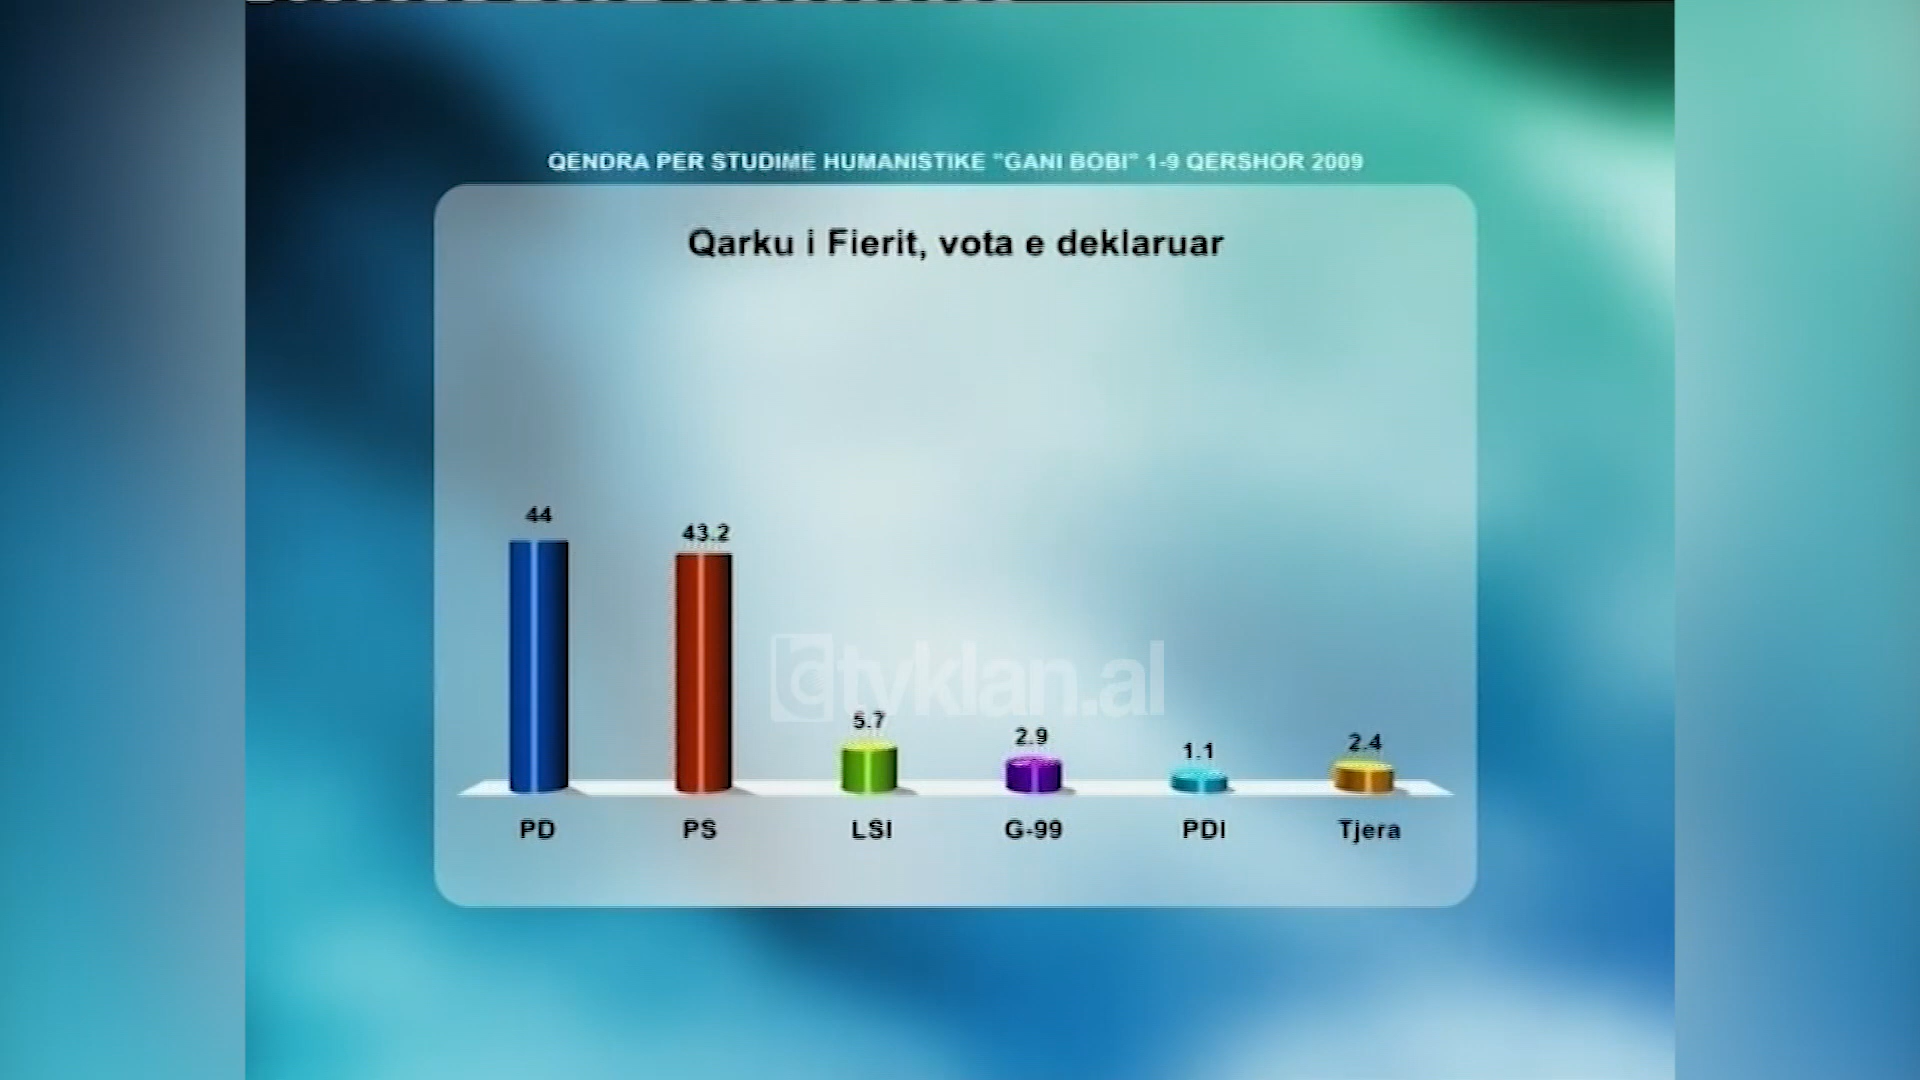 QENDRA PER STUDIME HUMANISTIKE "GANI BOBI" 1-9 QERSHOR 2009
Qarku i Fierit, vota e deklaruar
44
43.2
5.7
2.9
1.1
2.4
tvklan.al
PD
PS
LSI
G-99
PDI
Tjera